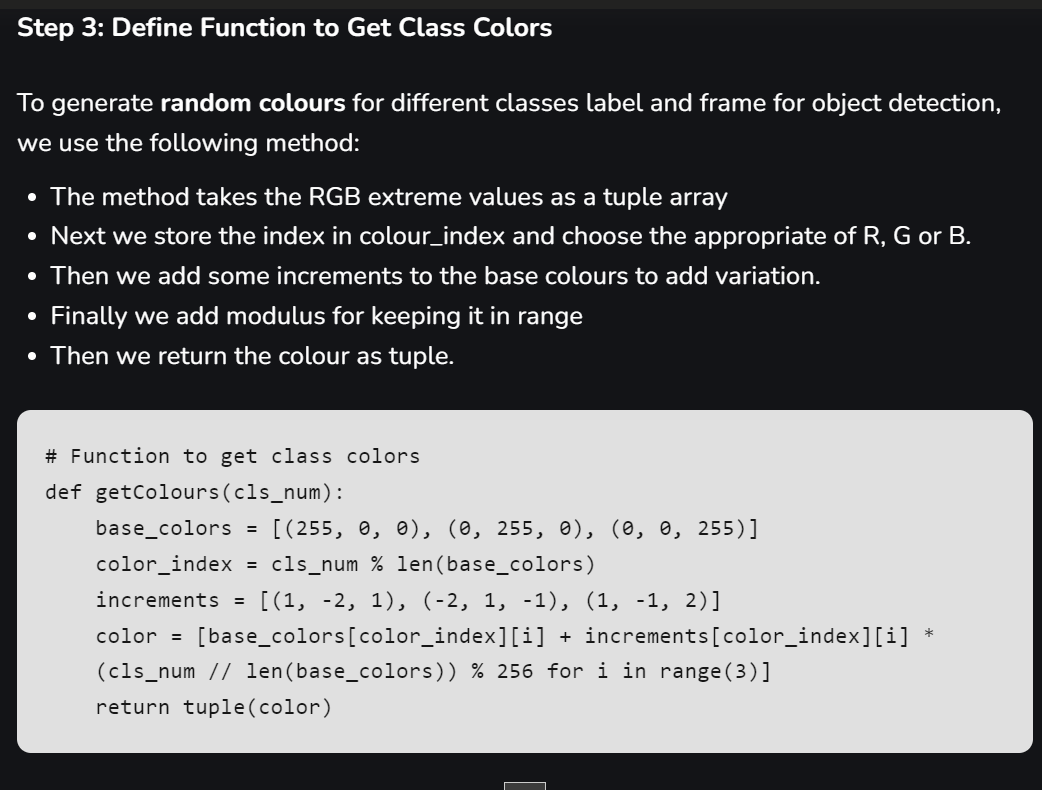 Step 3: Define Function to Get Class Colors
To generate random colours for different classes label and frame for object detection,
we use the following method:
• The method takes the RGB extreme values as a tuple array
• Next we store the index in colour_index and choose the appropriate of R, G or B.
• Then we add some increments to the base colours to add variation.
• Finally we add modulus for keeping it in range
• Then we return the colour as tuple.
# Function to get class colors
def getColours(cls_num):
    base_colors = [(255, 0, 0), (0, 255, 0), (0, 0, 255)]
    color_index = cls_num % len(base_colors)
    increments = [(1, -2, 1), (-2, 1, -1), (1, -1, 2)]
    color = [base_colors[color_index][i] + increments[color_index][i] *
    (cls_num // len(base_colors)) % 256 for i in range(3)]
    return tuple(color)